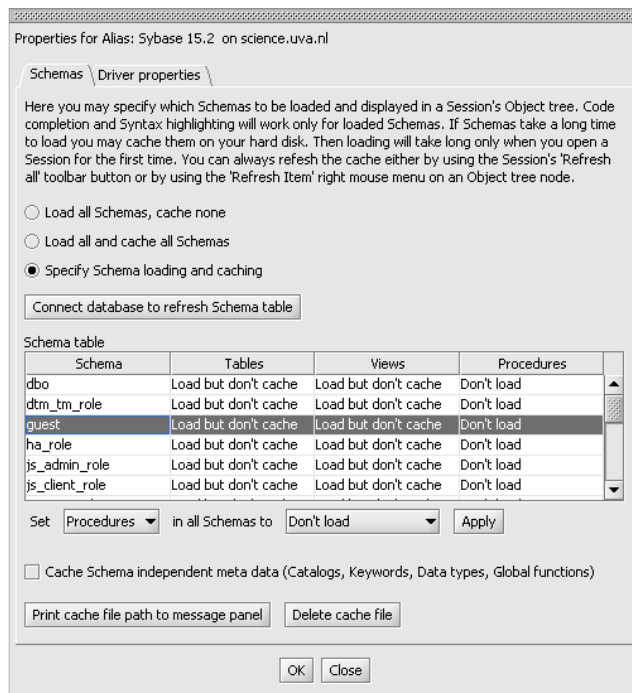 Properties for Alias: Sybase 15.2 on science.uva.nl
Schemas Driver properties
Here you may specify which Schemas to be loaded and displayed in a Session's Object tree. Code
completion and Syntax highlighting will work only for loaded Schemas. If Schemas take a long time
to load you may cache them on your hard disk. Then loading will take long only when you open a
Session for the first time. You can always refesh the cache either by using the Session's 'Refresh
all' toolbar button or by using the 'Refresh Item' right mouse menu on an Object tree node.
Load all Schemas, cache none
Load all and cache all Schemas
Specify Schema loading and caching
Connect database to refresh Schema table
Schema table
Schema Tables Views Procedures
dbo Load but don't cache Load but don't cache Don't load
dtm_tm_role Load but don't cache Load but don't cache Don't load
guest Load but don't cache Load but don't cache Don't load
ha_role Load but don't cache Load but don't cache Don't load
js_admin_role Load but don't cache Load but don't cache Don't load
js_client_role Load but don't cache Load but don't cache Don't load
Set Procedures in all Schemas to Don't load Apply
Cache Schema independent meta data (Catalogs, Keywords, Data types, Global functions)
Print cache file path to message panel Delete cache file
OK Close